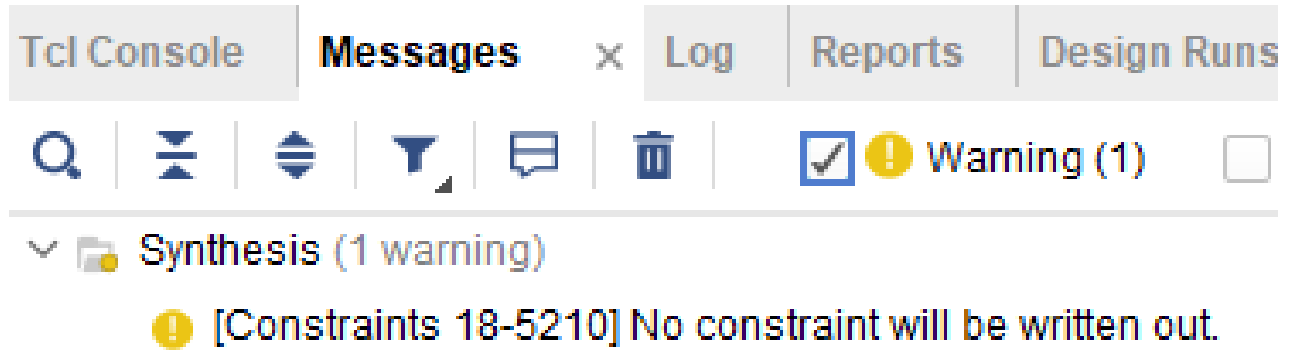 Tcl Console Messages × Log Reports Design Runs
Warning (1)
Synthesis (1 warning)
[Constraints 18-5210] No constraint will be written out.